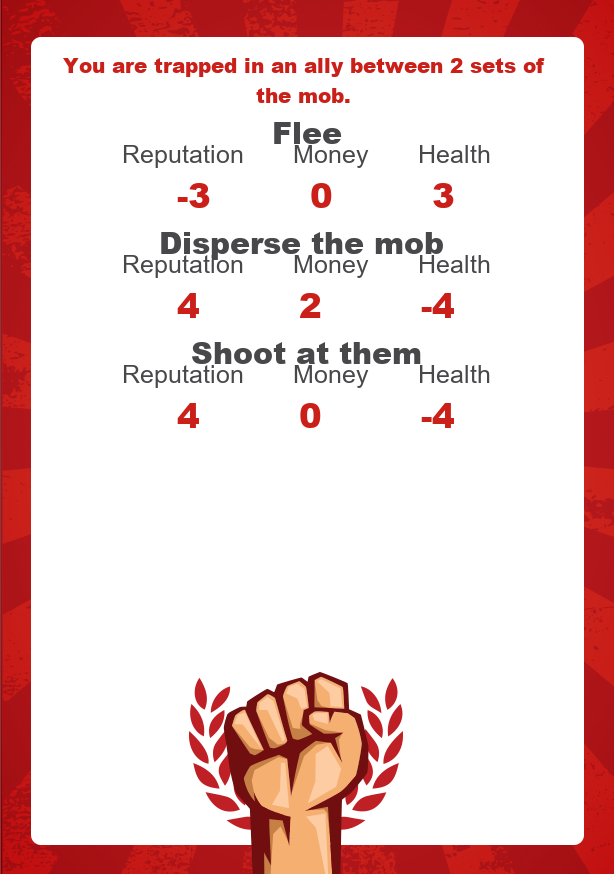 You are trapped in an ally between 2 sets of
the mob.
Flee
Reputation Money Health
-3 0 3
Disperse the mob
Reputation Money Health
4 2 -4
Shoot at them
Reputation Money Health
4 0 -4